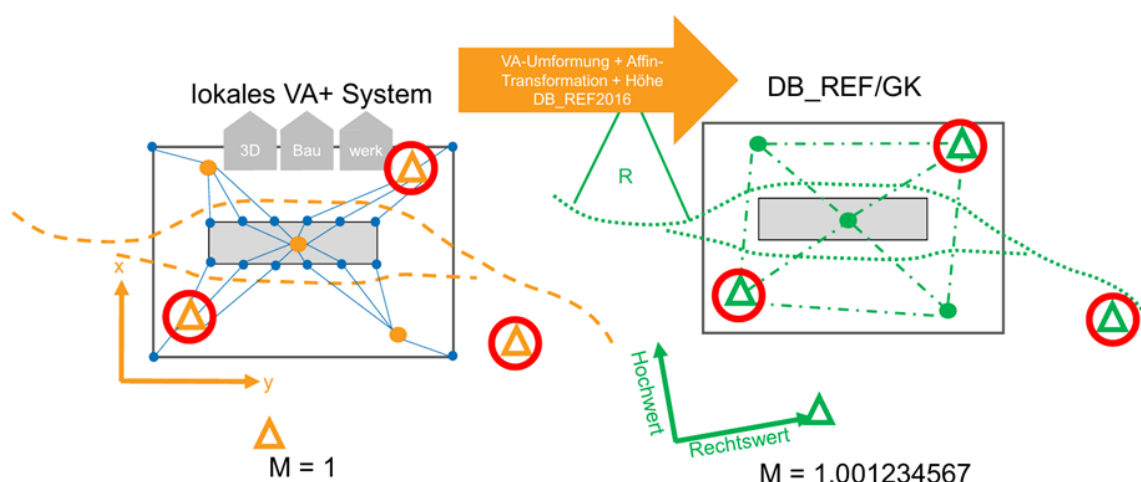 VA-Umformung + Affin-
Transformation + Höhe
DB_REF2016
lokales VA+ System
DB_REF/GK
3D
Bau
werk
R
x
y
Hochwert
Rechtswert
M = 1
M = 1.001234567